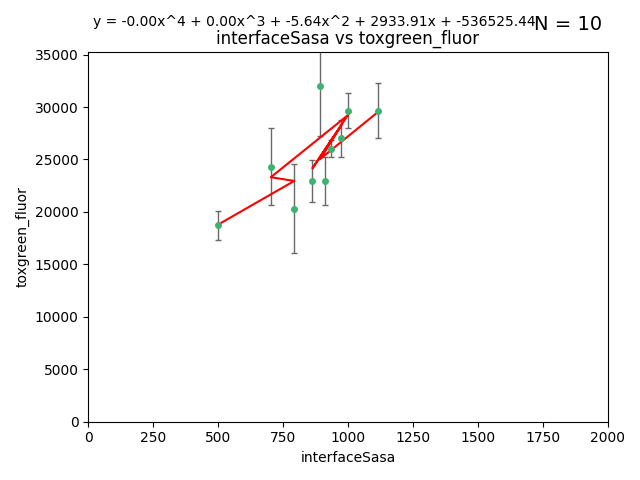 y = -0.00x^4 + 0.00x^3 + -5.64x^2 + 2933.91x + -536525.44
N = 10
interfaceSasa vs toxgreen_fluor
35000
30000
25000
20000
15000
10000
5000
0
toxgreen_fluor
0 250 500 750 1000 1250 1500 1750 2000
interfaceSasa